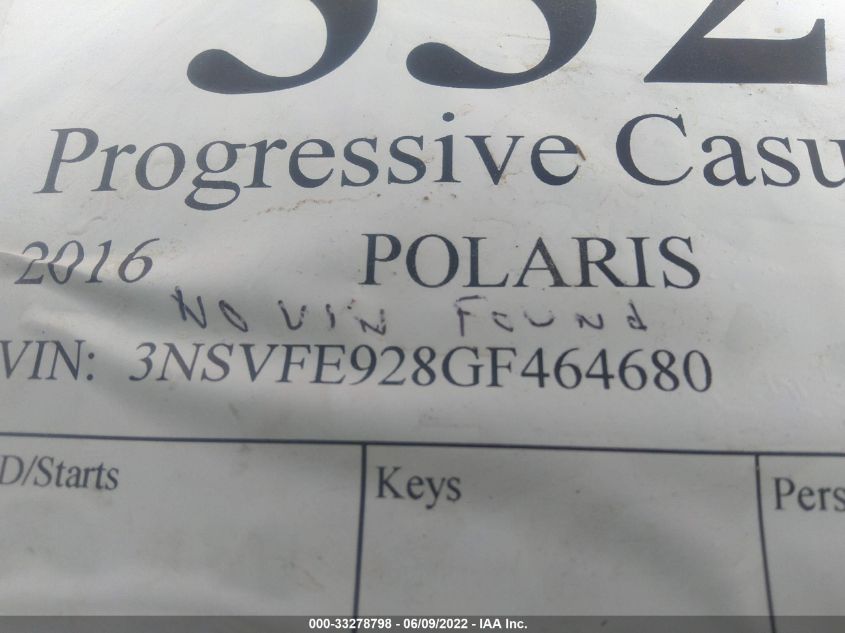 332
Progressive Casu
2016 POLARIS
NO VIN Found
VIN: 3NSVFE928GF464680
D/Starts Keys Pers
000-33278798 - 06/09/2022 - IAA Inc.